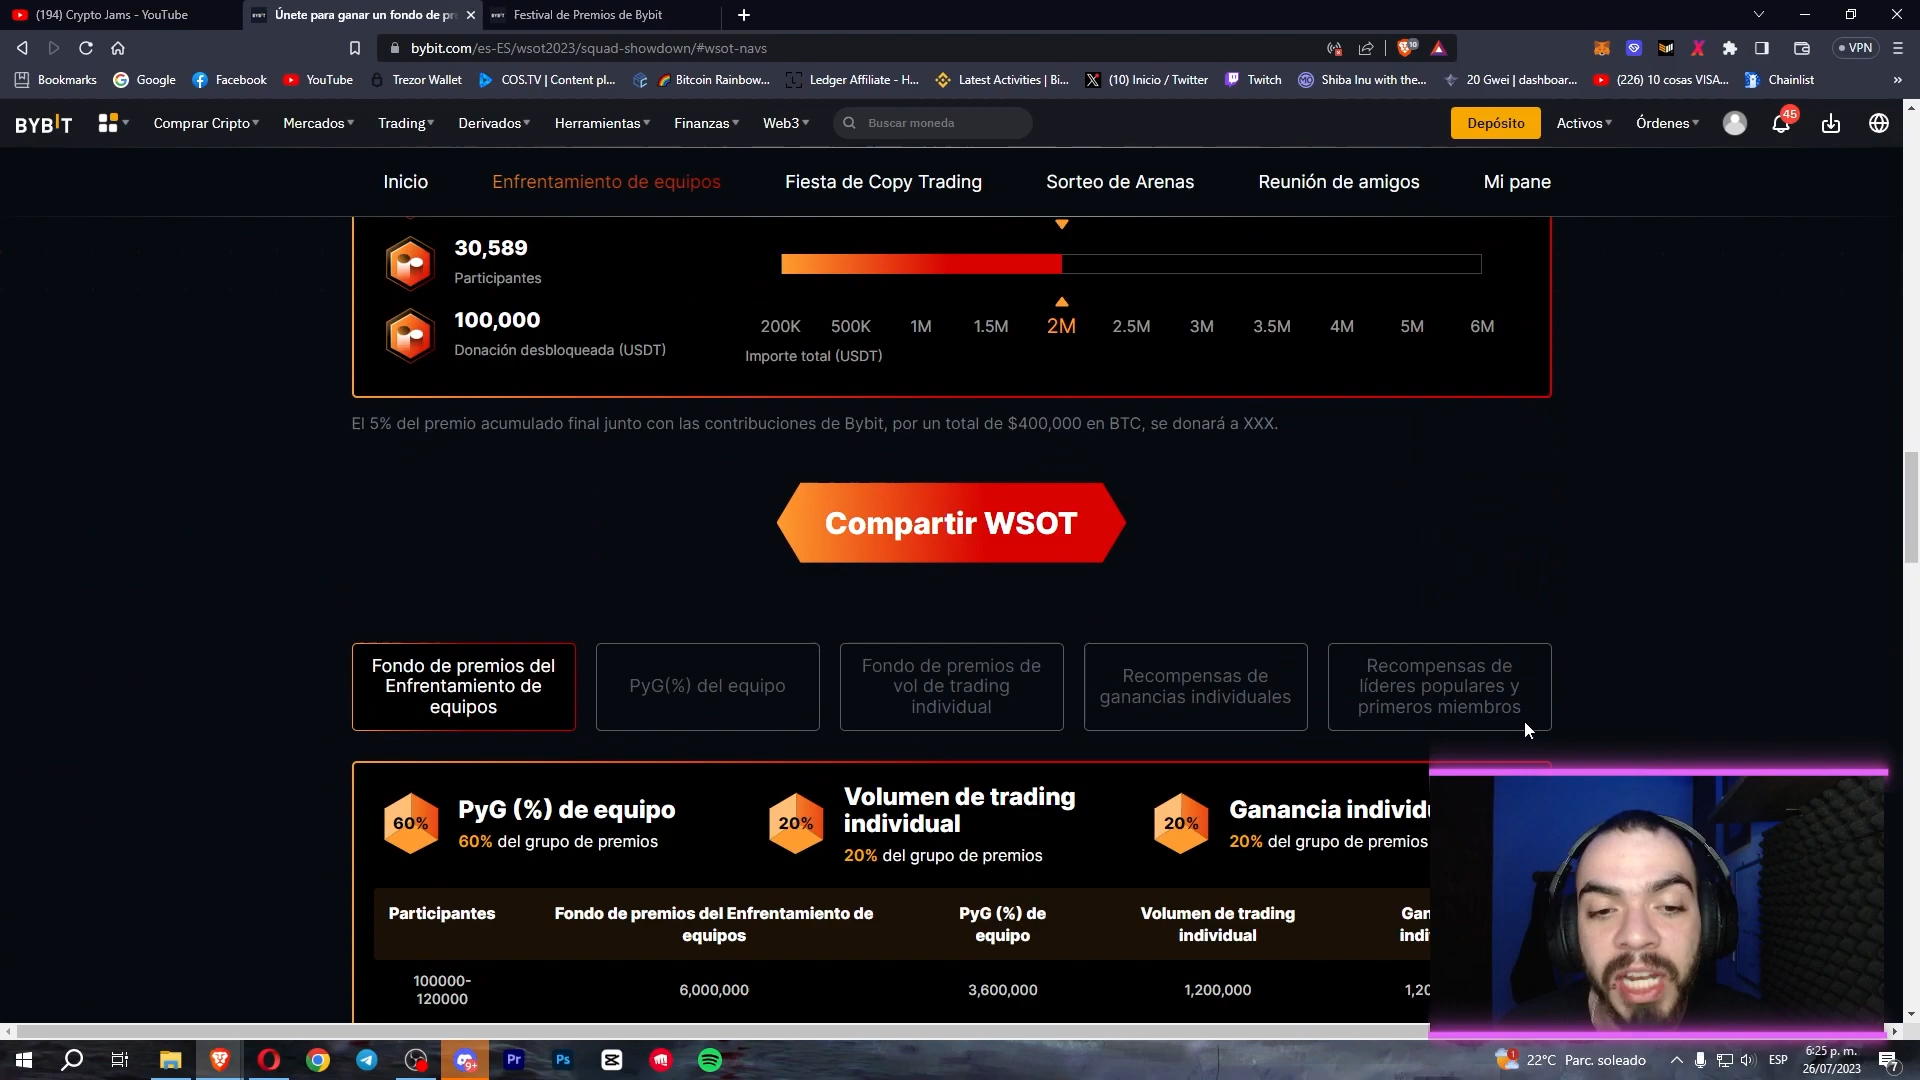 (194) Crypto Jams - YouTube
Únete para ganar un fondo de pr
Festival de Premios de Bybit
bybit.com/es-ES/wsot2023/squad-showdown/#wsot-navs
10
VPN
Bookmarks
Google
Facebook
YouTube
Trezor Wallet
COS.TV | Content pl...
Bitcoin Rainbow...
Ledger Affiliate - H...
Latest Activities | Bi...
(10) Inicio / Twitter
Twitch
Shiba Inu with the...
20 Gwei | dashboar...
(226) 10 cosas VISA...
Chainlist
BYBIT
Comprar Cripto
Mercados
Trading
Derivados
Herramientas
Finanzas
Web3
Buscar moneda
Depósito
Activos
Órdenes
45
Inicio
Enfrentamiento de equipos
Fiesta de Copy Trading
Sorteo de Arenas
Reunión de amigos
Mi pane
30,589
Participantes
100,000
Donación desbloqueada (USDT)
200K 500K 1M 1.5M 2M 2.5M 3M 3.5M 4M 5M 6M
Importe total (USDT)
El 5% del premio acumulado final junto con las contribuciones de Bybit, por un total de $400,000 en BTC, se donará a XXX.
Compartir WSOT
Fondo de premios del
Enfrentamiento de
equipos
PyG(%) del equipo
Fondo de premios de
vol de trading
individual
Recompensas de
ganancias individuales
Recompensas de
líderes populares y
primeros miembros
60%
PyG (%) de equipo
60% del grupo de premios
20%
Volumen de trading
individual
20% del grupo de premios
20%
Ganancia individu
20% del grupo de premios
Participantes
Fondo de premios del Enfrentamiento de
equipos
PyG (%) de
equipo
Volumen de trading
individual
Gan
indi
100000-
120000
6,000,000
3,600,000
1,200,000
1,20
Pr
Ps
9+
1
22°C Parc. soleado
ESP
6:25 p. m.
26/07/2023
7